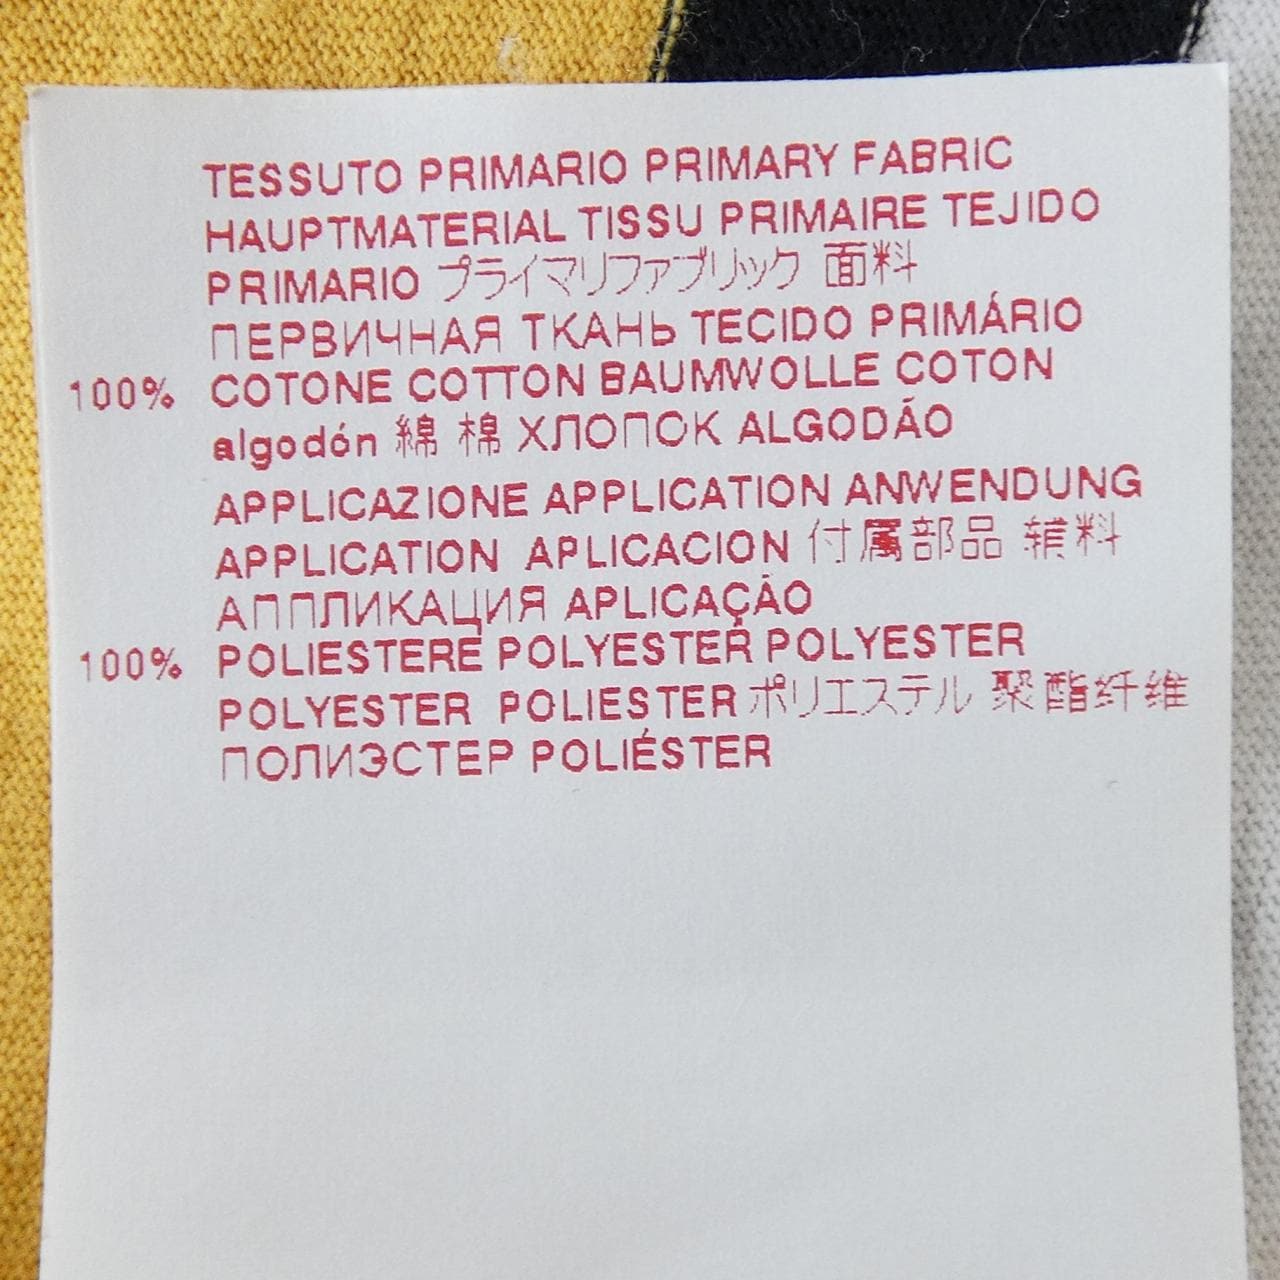 TESSUTO PRIMARIO PRIMARY FABRIC
HAUPTMATERIAL TISSU PRIMAIRE TEJIDO
PRIMARIO プライマリファブリック 面料
ПЕРВИЧНАЯ ТКАНЬ TECIDO PRIMÁRIO
100% COTONE COTTON BAUMWOLLE COTON
algodón 綿 棉 ХЛОПОК ALGODÃO
APPLICAZIONE APPLICATION ANWENDUNG
APPLICATION APLICACION 付属部品 辅料
АППЛИКАЦИЯ APLICAÇÃO
100% POLIESTERE POLYESTER POLYESTER
POLYESTER POLIESTER ポリエステル 聚酯纤维
ПОЛИЭСТЕР POLIÉSTER